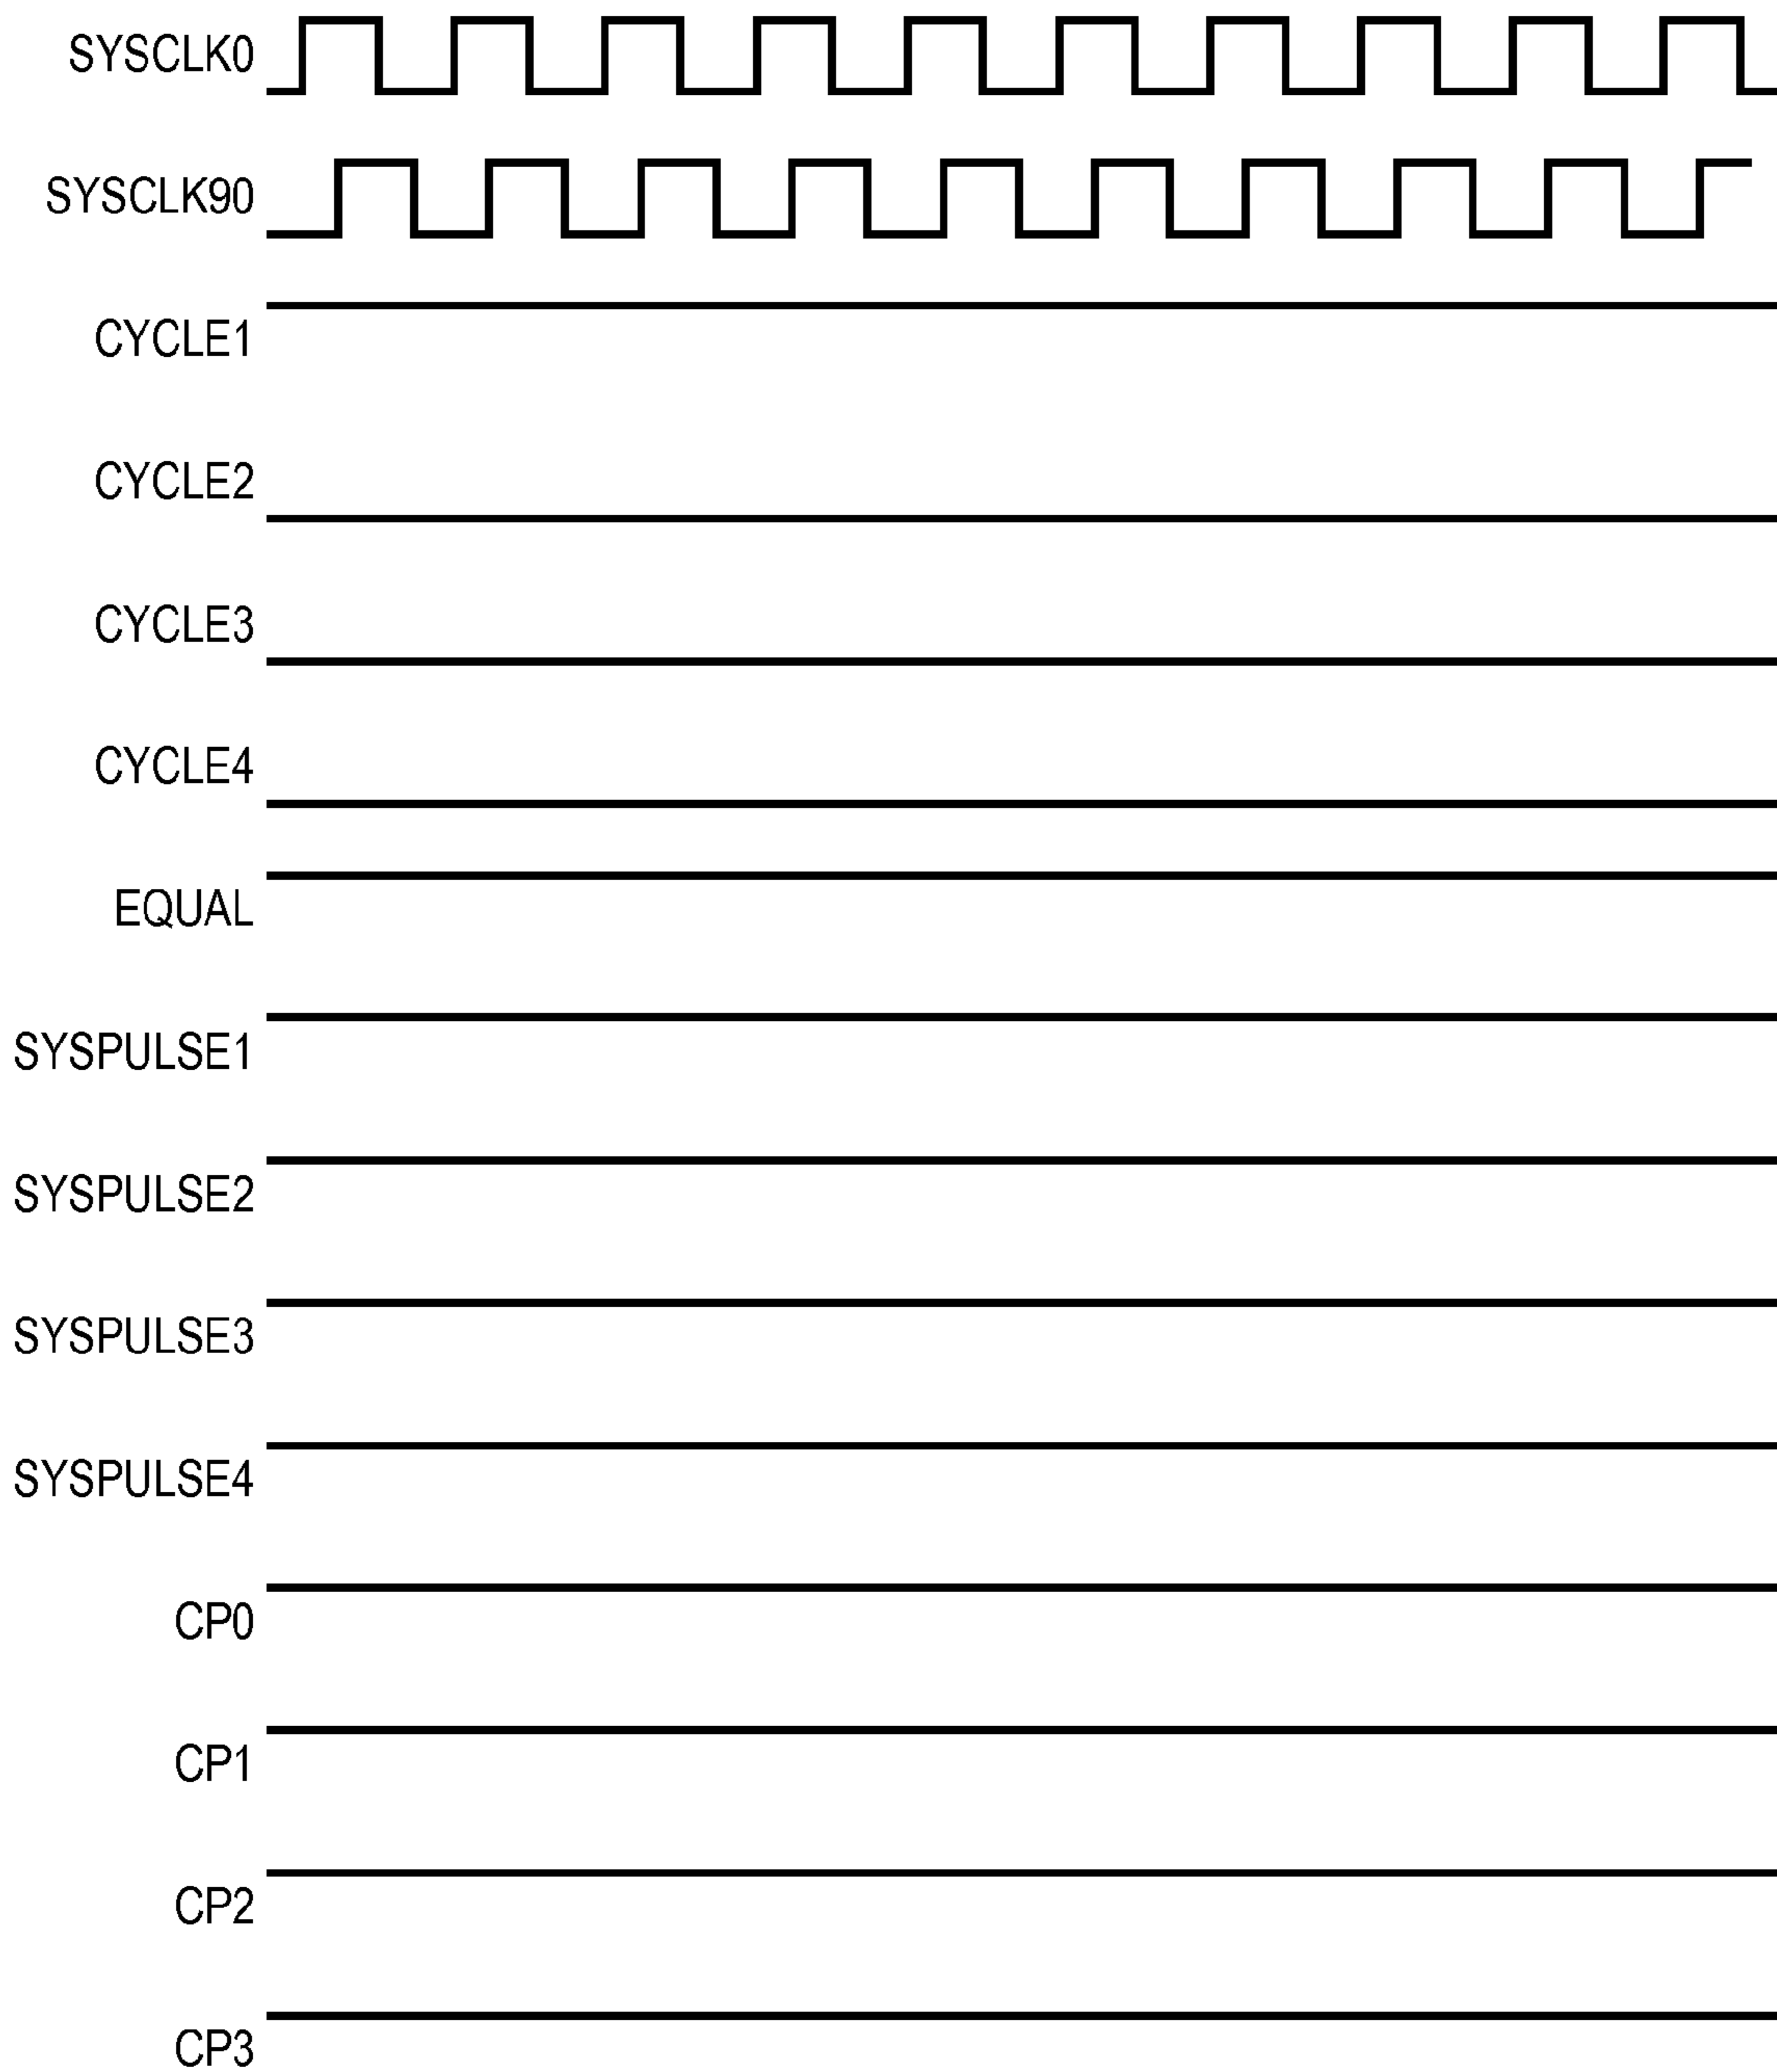 SYSCLK0
SYSCLK90
CYCLE1
CYCLE2
CYCLE3
CYCLE4
EQUAL
SYSPULSE1
SYSPULSE2
SYSPULSE3
SYSPULSE4
CP0
CP1
CP2
CP3